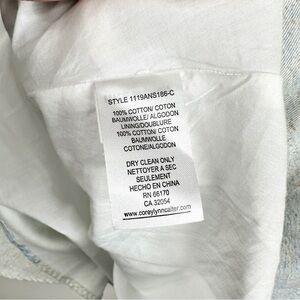 STYLE 1119ANS186-C
100% COTTON/ COTON
BAUMWOLLE/ ALGODON
LINING/DOUBLURE
100% COTTON/ COTON
BAUMWOLLE
COTONE/ALGODON
DRY CLEAN ONLY
NETTOYER A SEC
SEULEMENT
HECHO EN CHINA
RN 66170
CA 32054
www.coreylynncalter.com